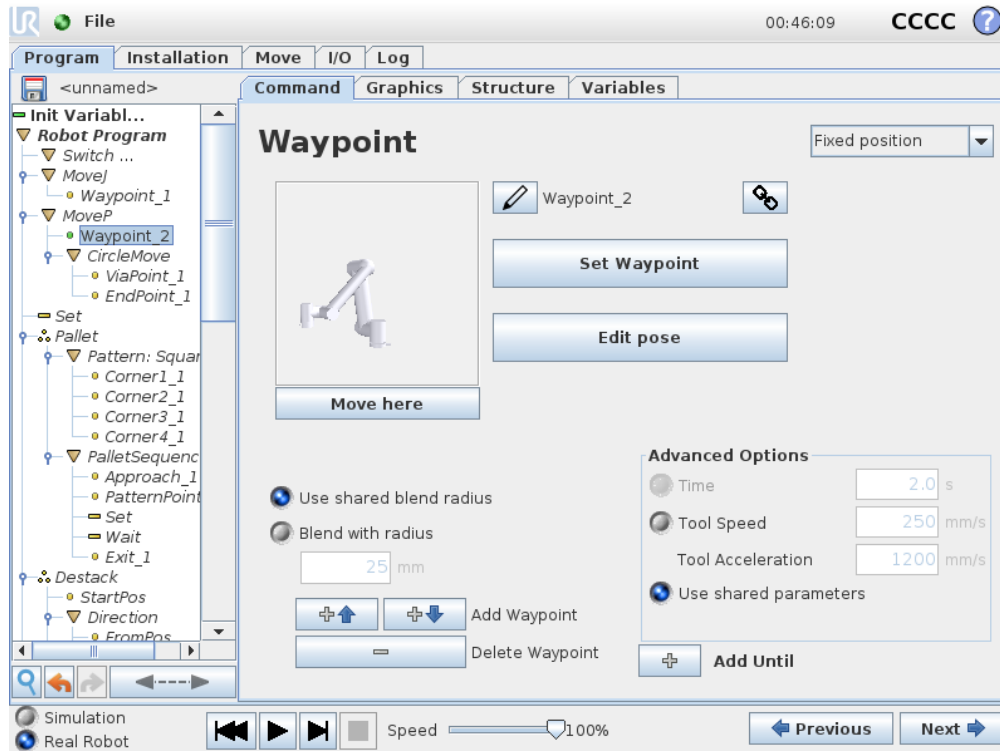 UR File 00:46:09 CCCC ?
Program Installation Move I/O Log
<unnamed> Command Graphics Structure Variables
Init Variabl...
Robot Program
Switch ...
MoveJ
Waypoint_1
MoveP
Waypoint_2
CircleMove
ViaPoint_1
EndPoint_1
Set
Pallet
Pattern: Squar
Corner1_1
Corner2_1
Corner3_1
Corner4_1
PalletSequenc
Approach_1
PatternPoint
Set
Wait
Exit_1
Destack
StartPos
Direction
FromPos
Waypoint
Fixed position
Waypoint_2
Set Waypoint
Edit pose
Move here
Use shared blend radius
Blend with radius
25 mm
Add Waypoint
Delete Waypoint
Advanced Options
Time 2.0 s
Tool Speed 250 mm/s
Tool Acceleration 1200 mm/s
Use shared parameters
Add Until
Simulation
Real Robot
Speed 100%
Previous Next